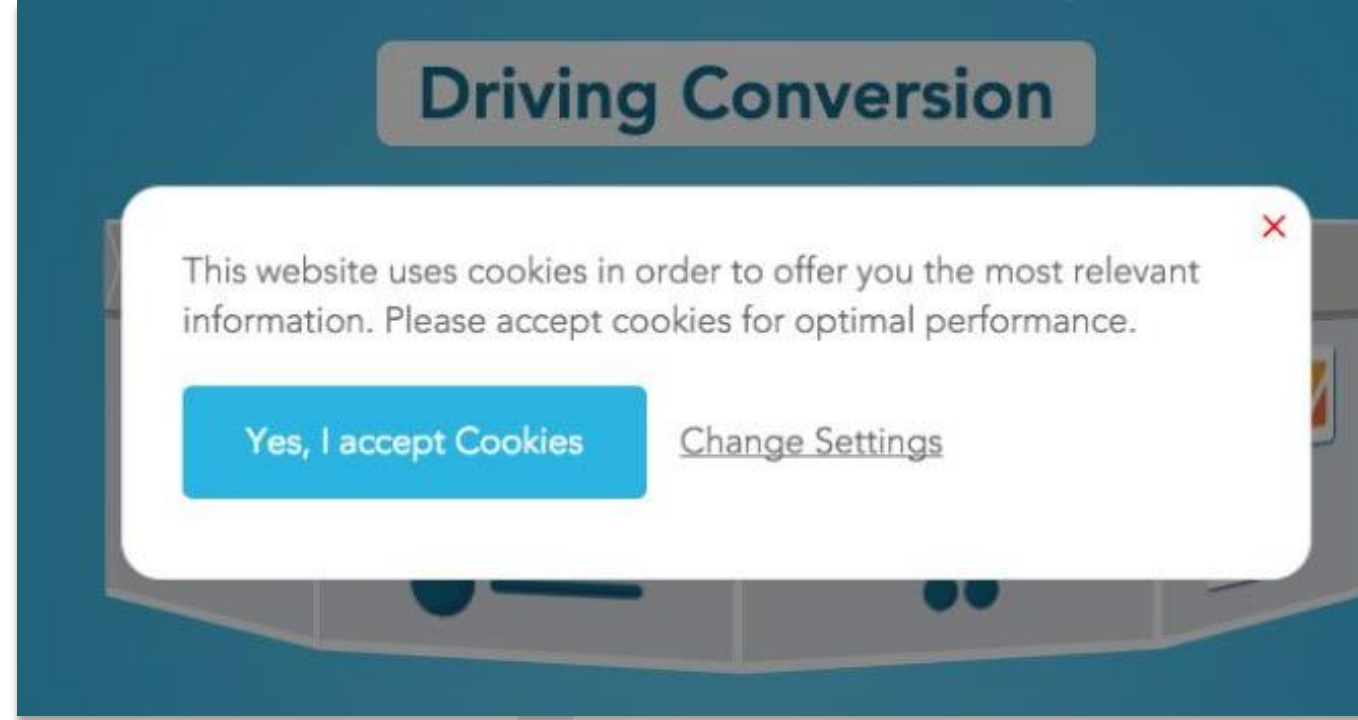 Driving Conversion
This website uses cookies in order to offer you the most relevant
information. Please accept cookies for optimal performance.
Yes, I accept Cookies
Change Settings